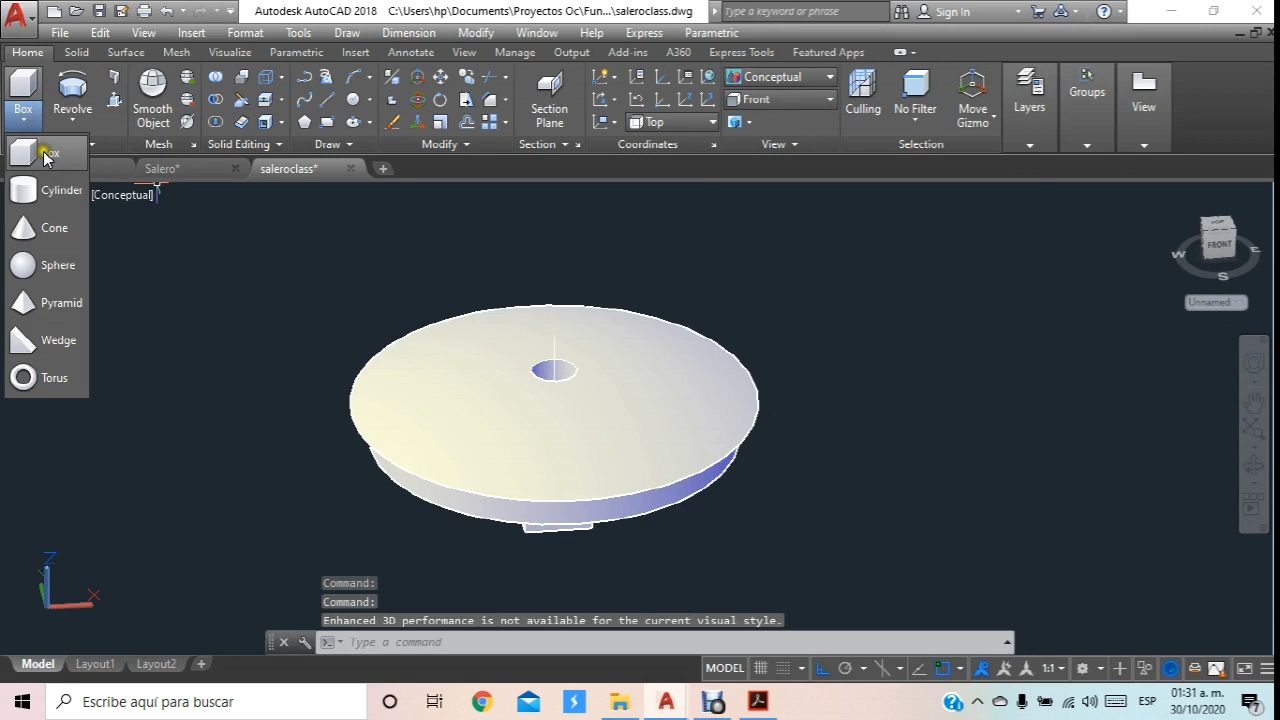 Autodesk AutoCAD 2018 C:\Users\hp\Documents\Proyectos Oc\Fun...\saleroclass.dwg
Type a keyword or phrase
Sign In
File Edit View Insert Format Tools Draw Dimension Modify Window Help Express Parametric
Home Solid Surface Mesh Visualize Parametric Insert Annotate View Manage Output Add-ins A360 Express Tools Featured Apps
Box
Revolve
Smooth Object
Section Plane
Conceptual
Front
Top
Culling
No Filter
Move Gizmo
Layers
Groups
View
Mesh Solid Editing Draw Modify Section Coordinates View Selection
Salero*
saleroclass*
Cylinder
Cone
Sphere
Pyramid
Wedge
Torus
[Conceptual]
TOP
FRONT
W
S
E
Unnamed
Z
X
Command:
Command:
Enhanced 3D performance is not available for the current visual style.
Type a command
Model Layout1 Layout2
MODEL
1:1
Escribe aquí para buscar
ESP
01:31 a. m.
30/10/2020
7